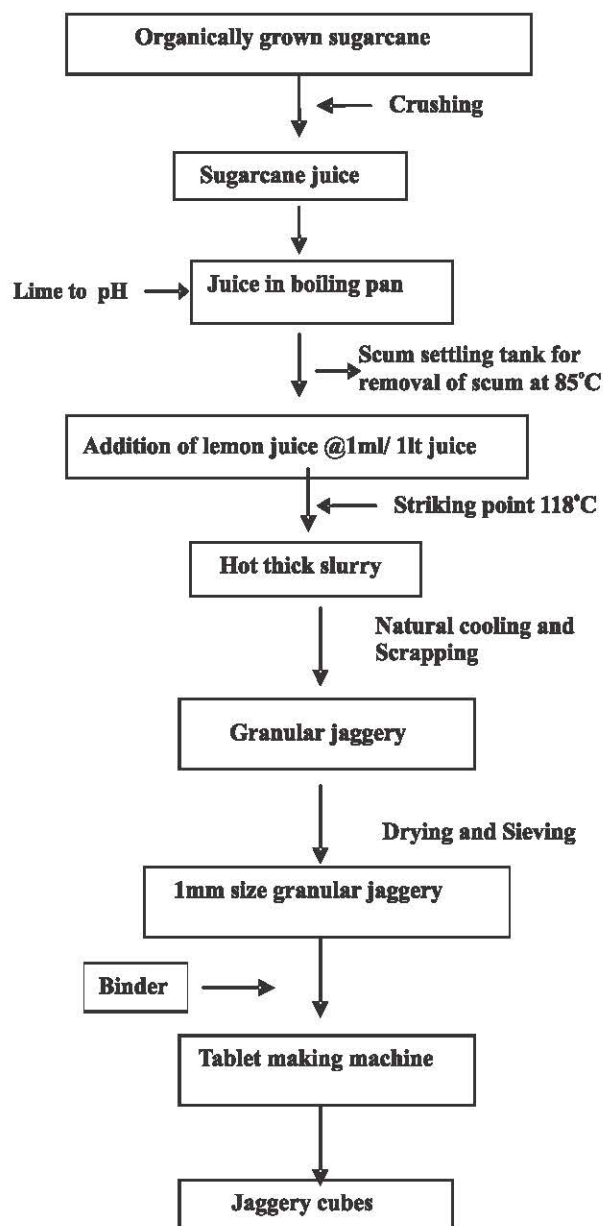 Organically grown sugarcane
Crushing
Sugarcane juice
Lime to pH
Juice in boiling pan
Scum settling tank for
removal of scum at 85°C
Addition of lemon juice @1ml/ 1lt juice
Striking point 118°C
Hot thick slurry
Natural cooling and
Scrapping
Granular jaggery
Drying and Sieving
1mm size granular jaggery
Binder
Tablet making machine
Jaggery cubes